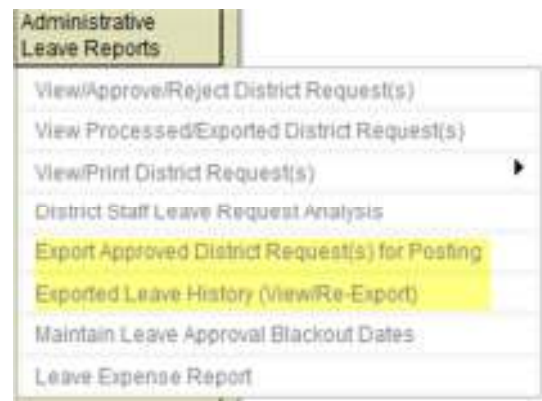 Administrative
Leave Reports
View/Approve/Reject District Request(s)
View Processed/Exported District Request(s)
View/Print District Request(s)
District Staff Leave Request Analysis
Export Approved District Request(s) for Posting
Exported Leave History (View/Re-Export)
Maintain Leave Approval Blackout Dates
Leave Expense Report